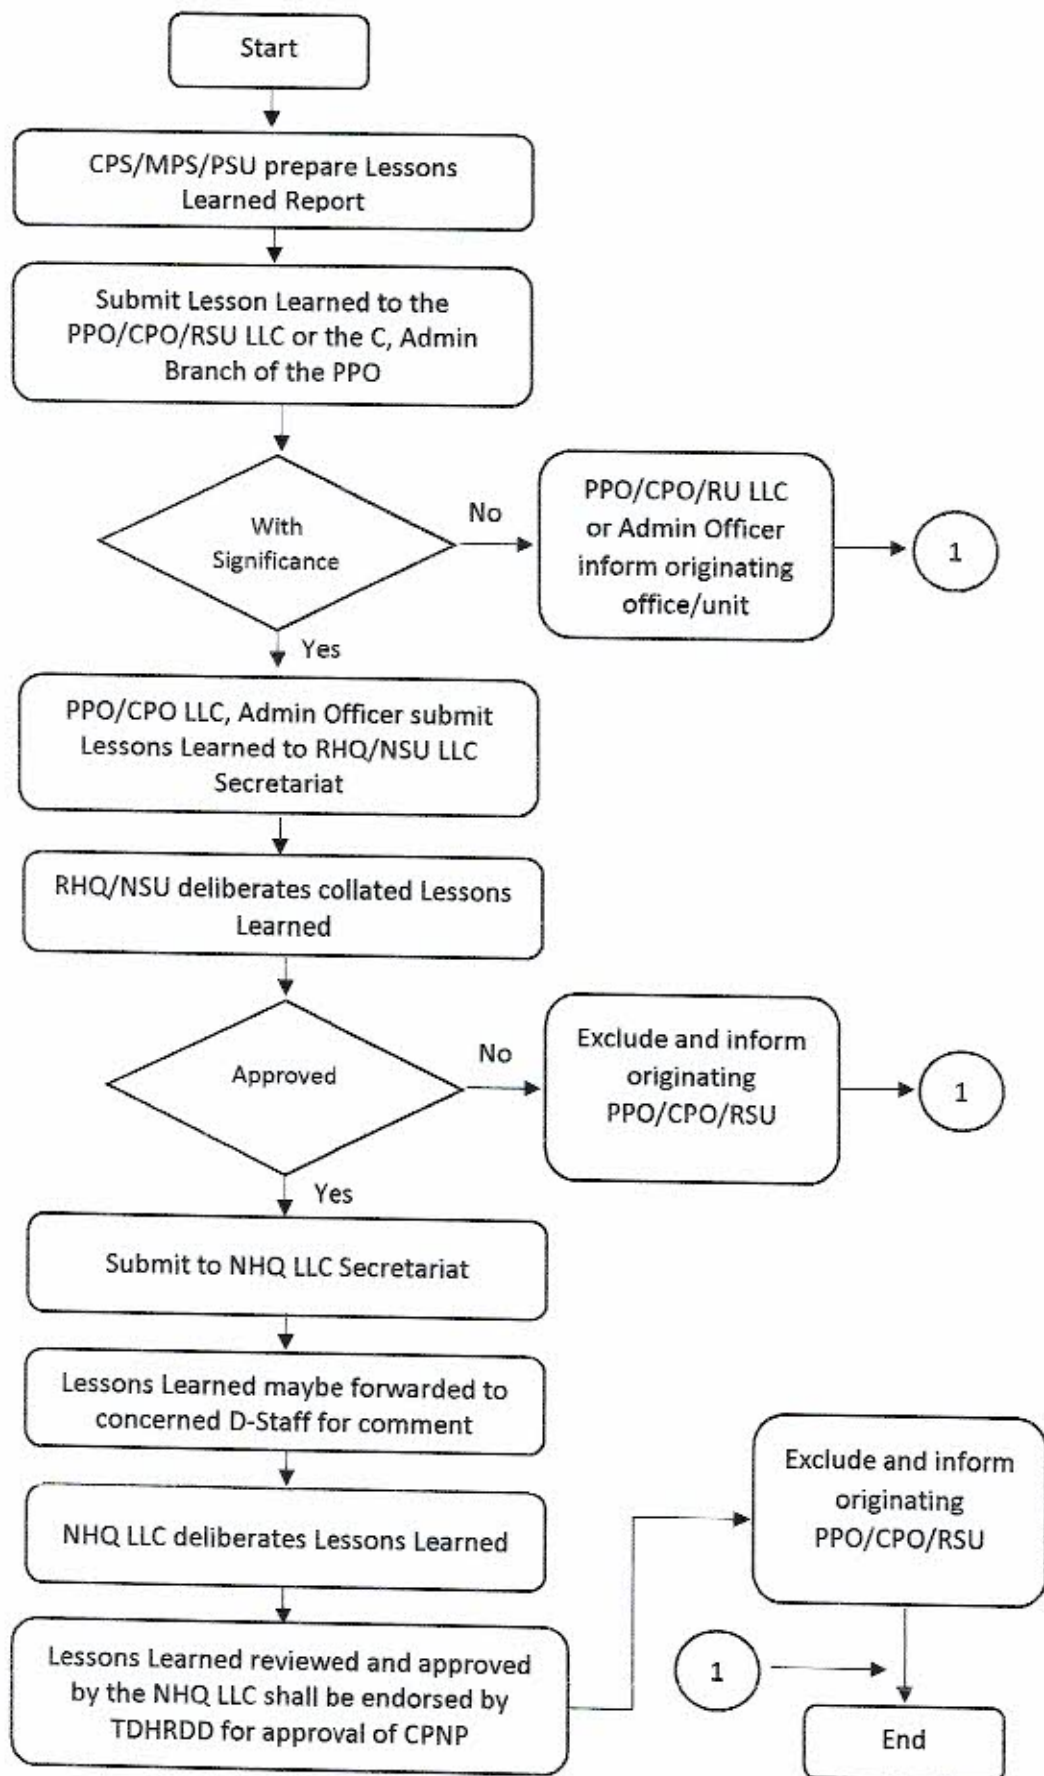 Start
CPS/MPS/PSU prepare Lessons
Learned Report
Submit Lesson Learned to the
PPO/CPO/RSU LLC or the C, Admin
Branch of the PPO
With
Significance
No
PPO/CPO/RU LLC
or Admin Officer
inform originating
office/unit
1
Yes
PPO/CPO LLC, Admin Officer submit
Lessons Learned to RHQ/NSU LLC
Secretariat
RHQ/NSU deliberates collated Lessons
Learned
Approved
No
Exclude and inform
originating
PPO/CPO/RSU
1
Yes
Submit to NHQ LLC Secretariat
Lessons Learned maybe forwarded to
concerned D-Staff for comment
NHQ LLC deliberates Lessons Learned
Lessons Learned reviewed and approved
by the NHQ LLC shall be endorsed by
TDHRDD for approval of CPNP
Exclude and inform
originating
PPO/CPO/RSU
1
End